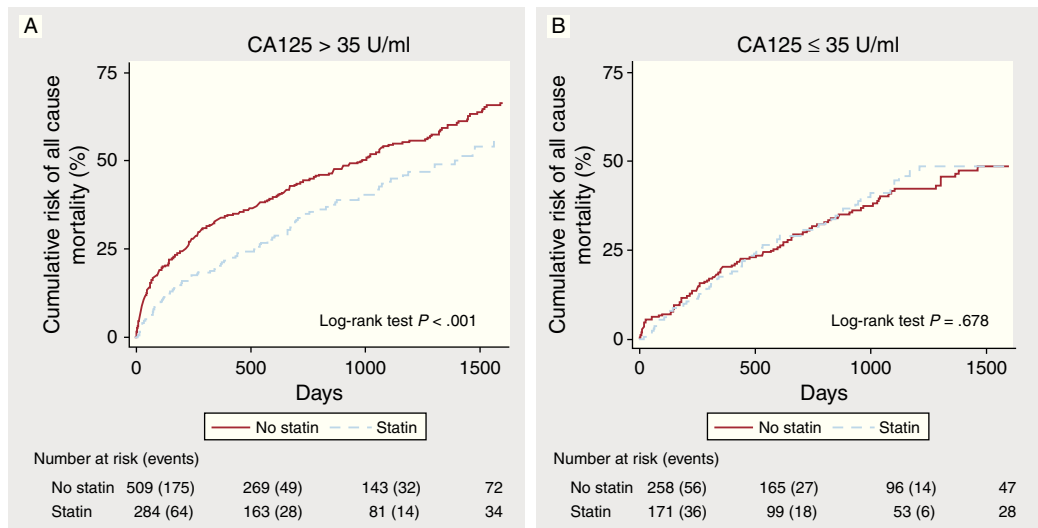 A
CA125 > 35 U/ml
Cumulative risk of all cause
mortality (%)
75
50
25
0
Log-rank test P < .001
0 500 1000 1500
Days
No statin Statin
Number at risk (events)
No statin 509 (175) 269 (49) 143 (32) 72
Statin 284 (64) 163 (28) 81 (14) 34
B
CA125 ≤ 35 U/ml
Cumulative risk of all cause
mortality (%)
75
50
25
0
Log-rank test P = .678
0 500 1000 1500
Days
No statin Statin
Number at risk (events)
No statin 258 (56) 165 (27) 96 (14) 47
Statin 171 (36) 99 (18) 53 (6) 28